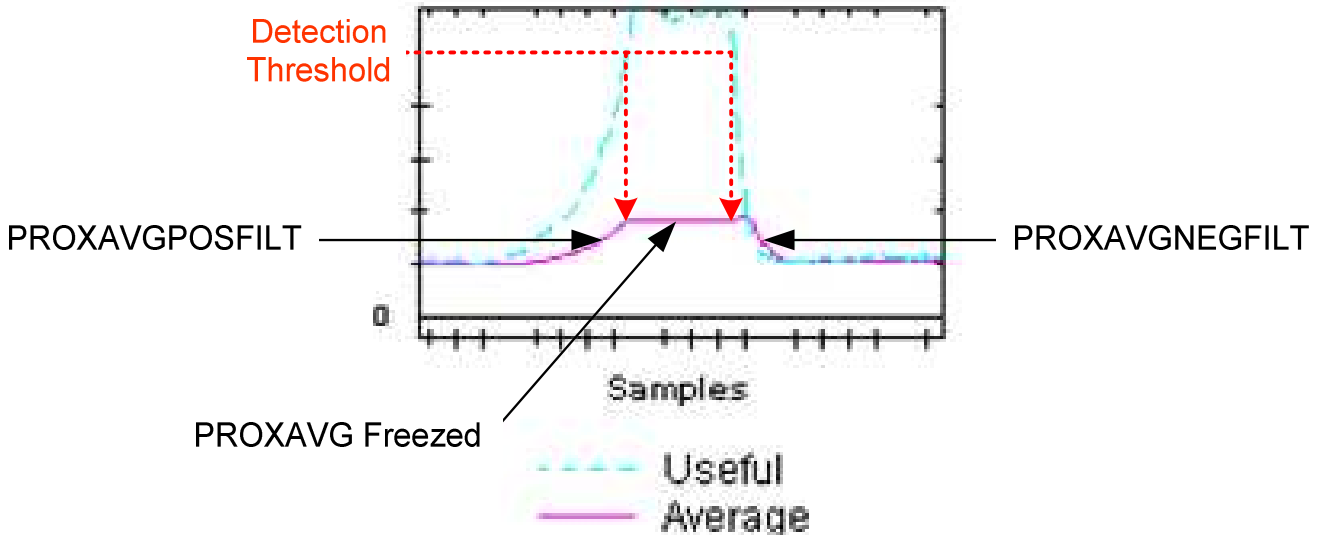 Detection
Threshold
PROXAVGPOSFILT
PROXAVGNEGFILT
0
Samples
PROXAVG Freezed
Useful
Average